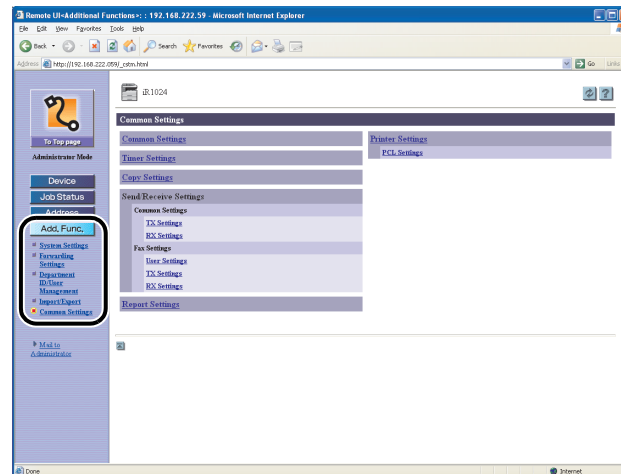 Remote UI<Additional Functions>: : 192.168.222.59 - Microsoft Internet Explorer
File Edit View Favorites Tools Help
Back Search Favorites
Address http://192.168.222.059/_cstm.html Go Links
iR1024
To Top page
Administrator Mode
Device
Job Status
Address
Add. Func.
System Settings
Forwarding
Settings
Department
ID/User
Management
Import/Export
Common Settings
Mail to
Administrator
Common Settings
Common Settings
Timer Settings
Copy Settings
Send/Receive Settings
Common Settings
TX Settings
RX Settings
Fax Settings
User Settings
TX Settings
RX Settings
Report Settings
Printer Settings
PCL Settings
Done Internet